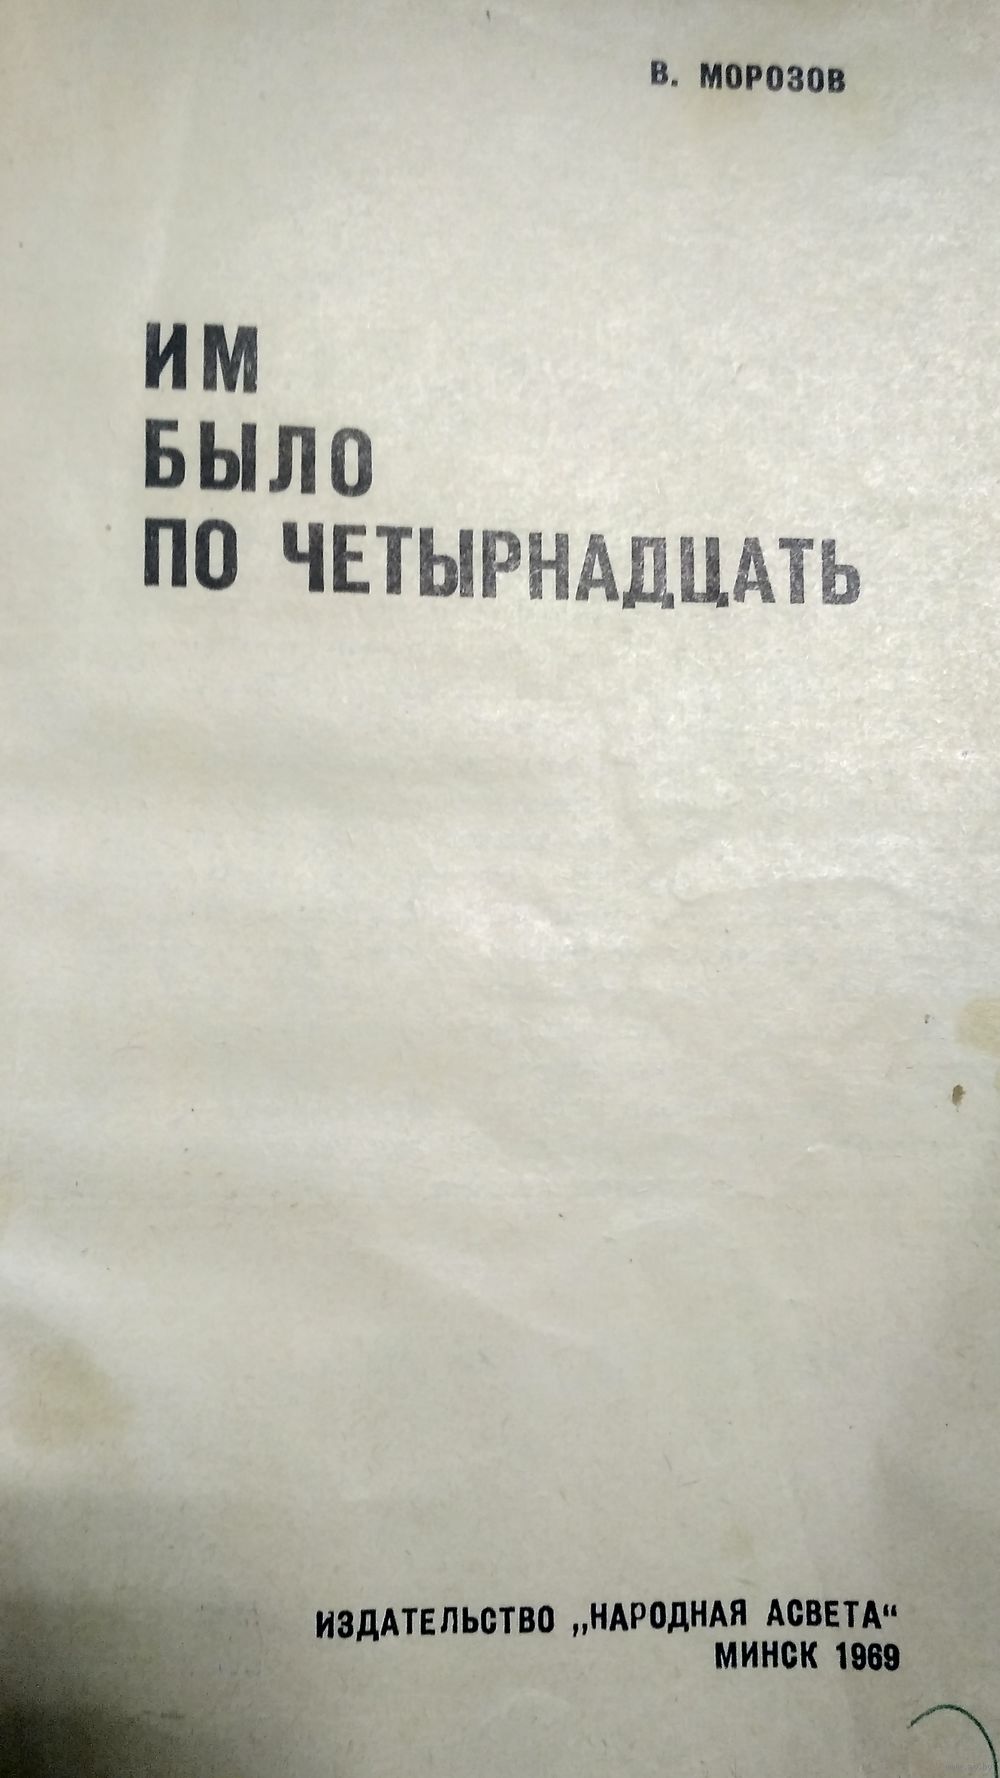 В. МОРОЗОВ
ИМ
БЫЛО
ПО ЧЕТЫРНАДЦАТЬ
ИЗДАТЕЛЬСТВО „НАРОДНАЯ АСВЕТА“
МИНСК 1969